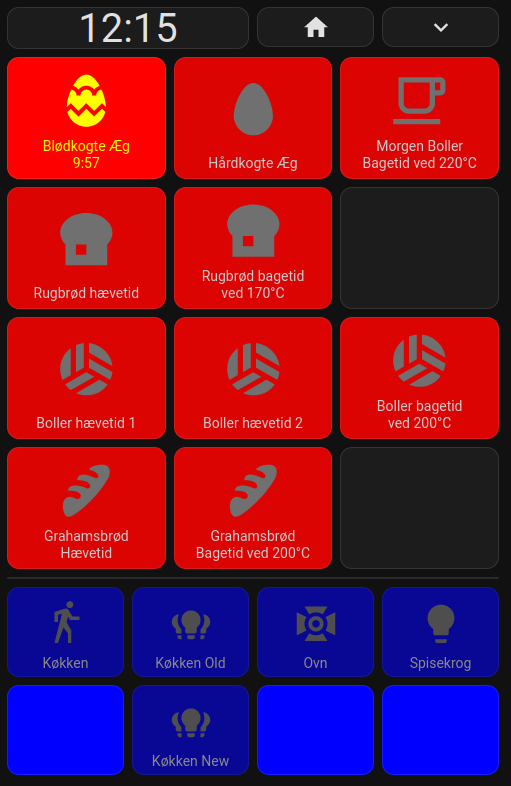 12:15
Blødkogte Æg
9:57
Hårdkogte Æg
Morgen Boller
Bagetid ved 220°C
Rugbrød hævetid
Rugbrød bagetid
ved 170°C
Boller hævetid 1
Boller hævetid 2
Boller bagetid
ved 200°C
Grahamsbrød
Hævetid
Grahamsbrød
Bagetid ved 200°C
Køkken
Køkken Old
Ovn
Spisekrog
Køkken New